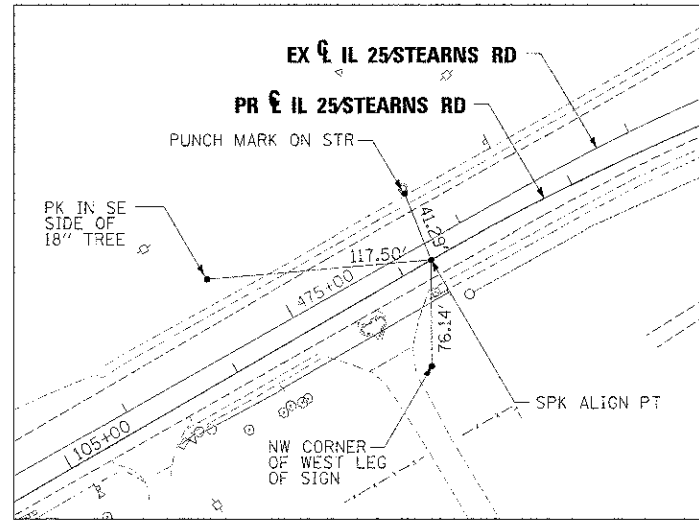 EX ℄ IL 25/STEARNS RD
PR ℄ IL 25/STEARNS RD
PUNCH MARK ON STR
PK IN SE
SIDE OF
18" TREE
41.29'
117.50'
475+00
76.14'
SPK ALIGN PT
105+00
NW CORNER
OF WEST LEG
OF SIGN